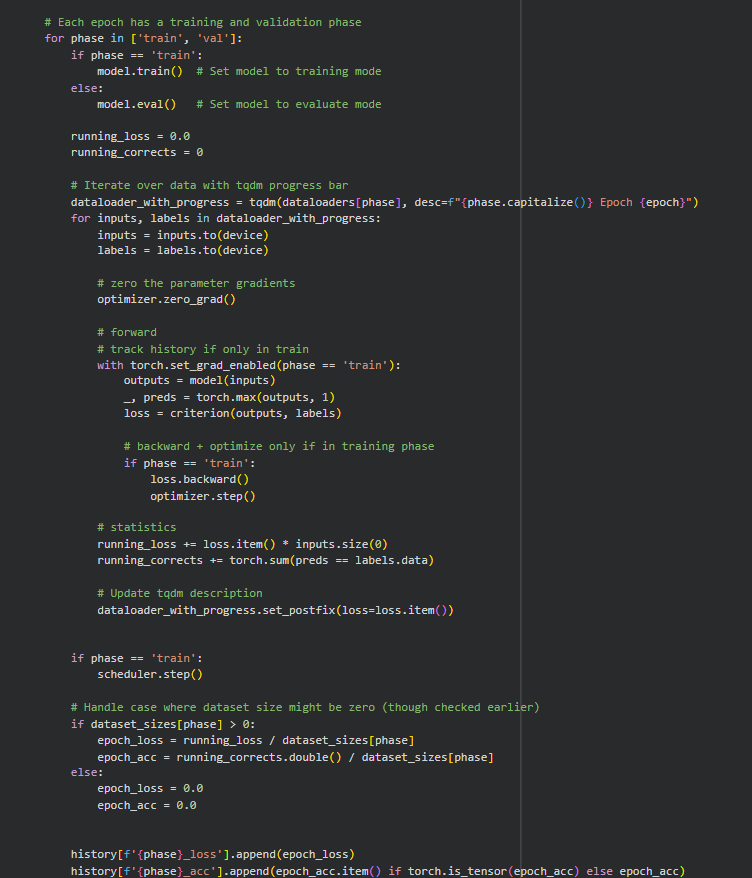 # Each epoch has a training and validation phase
for phase in ['train', 'val']:
    if phase == 'train':
        model.train()  # Set model to training mode
    else:
        model.eval()   # Set model to evaluate mode

    running_loss = 0.0
    running_corrects = 0

    # Iterate over data with tqdm progress bar
    dataloader_with_progress = tqdm(dataloaders[phase], desc=f"{phase.capitalize()} Epoch {epoch}")
    for inputs, labels in dataloader_with_progress:
        inputs = inputs.to(device)
        labels = labels.to(device)

        # zero the parameter gradients
        optimizer.zero_grad()

        # forward
        # track history if only in train
        with torch.set_grad_enabled(phase == 'train'):
            outputs = model(inputs)
            _, preds = torch.max(outputs, 1)
            loss = criterion(outputs, labels)

            # backward + optimize only if in training phase
            if phase == 'train':
                loss.backward()
                optimizer.step()

        # statistics
        running_loss += loss.item() * inputs.size(0)
        running_corrects += torch.sum(preds == labels.data)

        # Update tqdm description
        dataloader_with_progress.set_postfix(loss=loss.item())


    if phase == 'train':
        scheduler.step()

    # Handle case where dataset size might be zero (though checked earlier)
    if dataset_sizes[phase] > 0:
        epoch_loss = running_loss / dataset_sizes[phase]
        epoch_acc = running_corrects.double() / dataset_sizes[phase]
    else:
        epoch_loss = 0.0
        epoch_acc = 0.0


    history[f'{phase}_loss'].append(epoch_loss)
    history[f'{phase}_acc'].append(epoch_acc.item() if torch.is_tensor(epoch_acc) else epoch_acc)